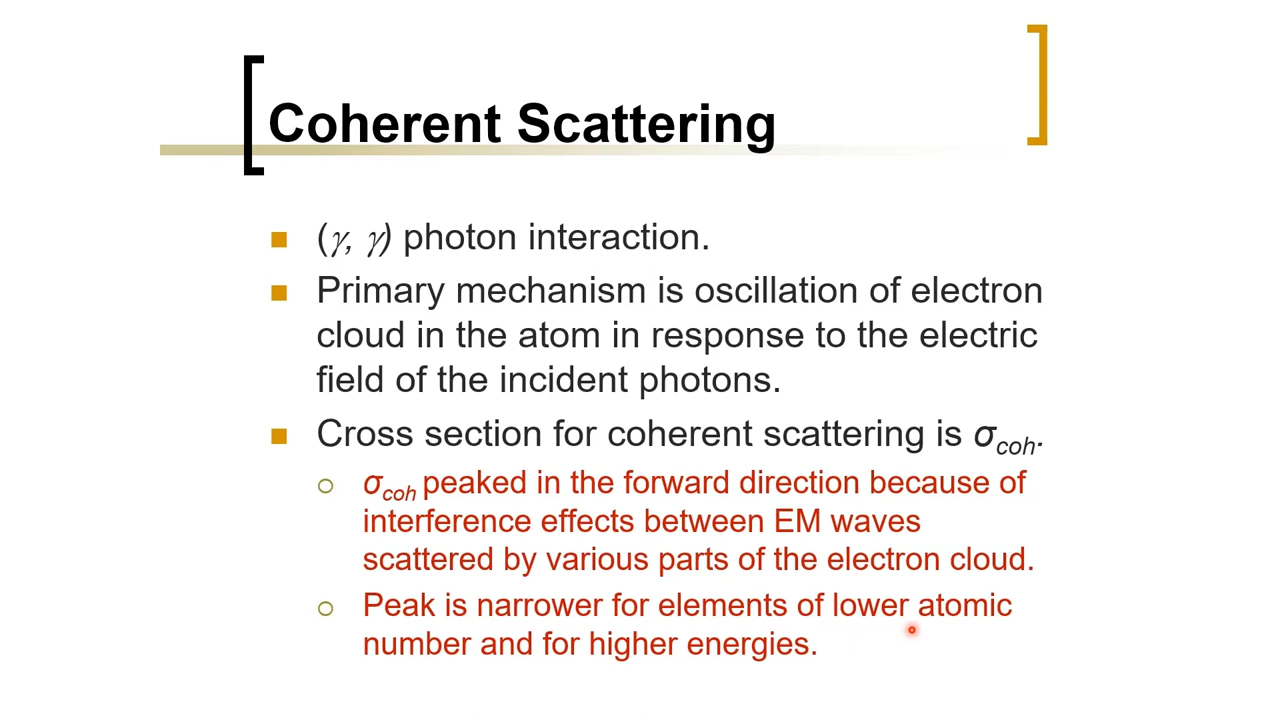 Coherent Scattering
(γ, γ) photon interaction.
Primary mechanism is oscillation of electron
cloud in the atom in response to the electric
field of the incident photons.
Cross section for coherent scattering is σcoh.
σcoh peaked in the forward direction because of
interference effects between EM waves
scattered by various parts of the electron cloud.
Peak is narrower for elements of lower atomic
number and for higher energies.